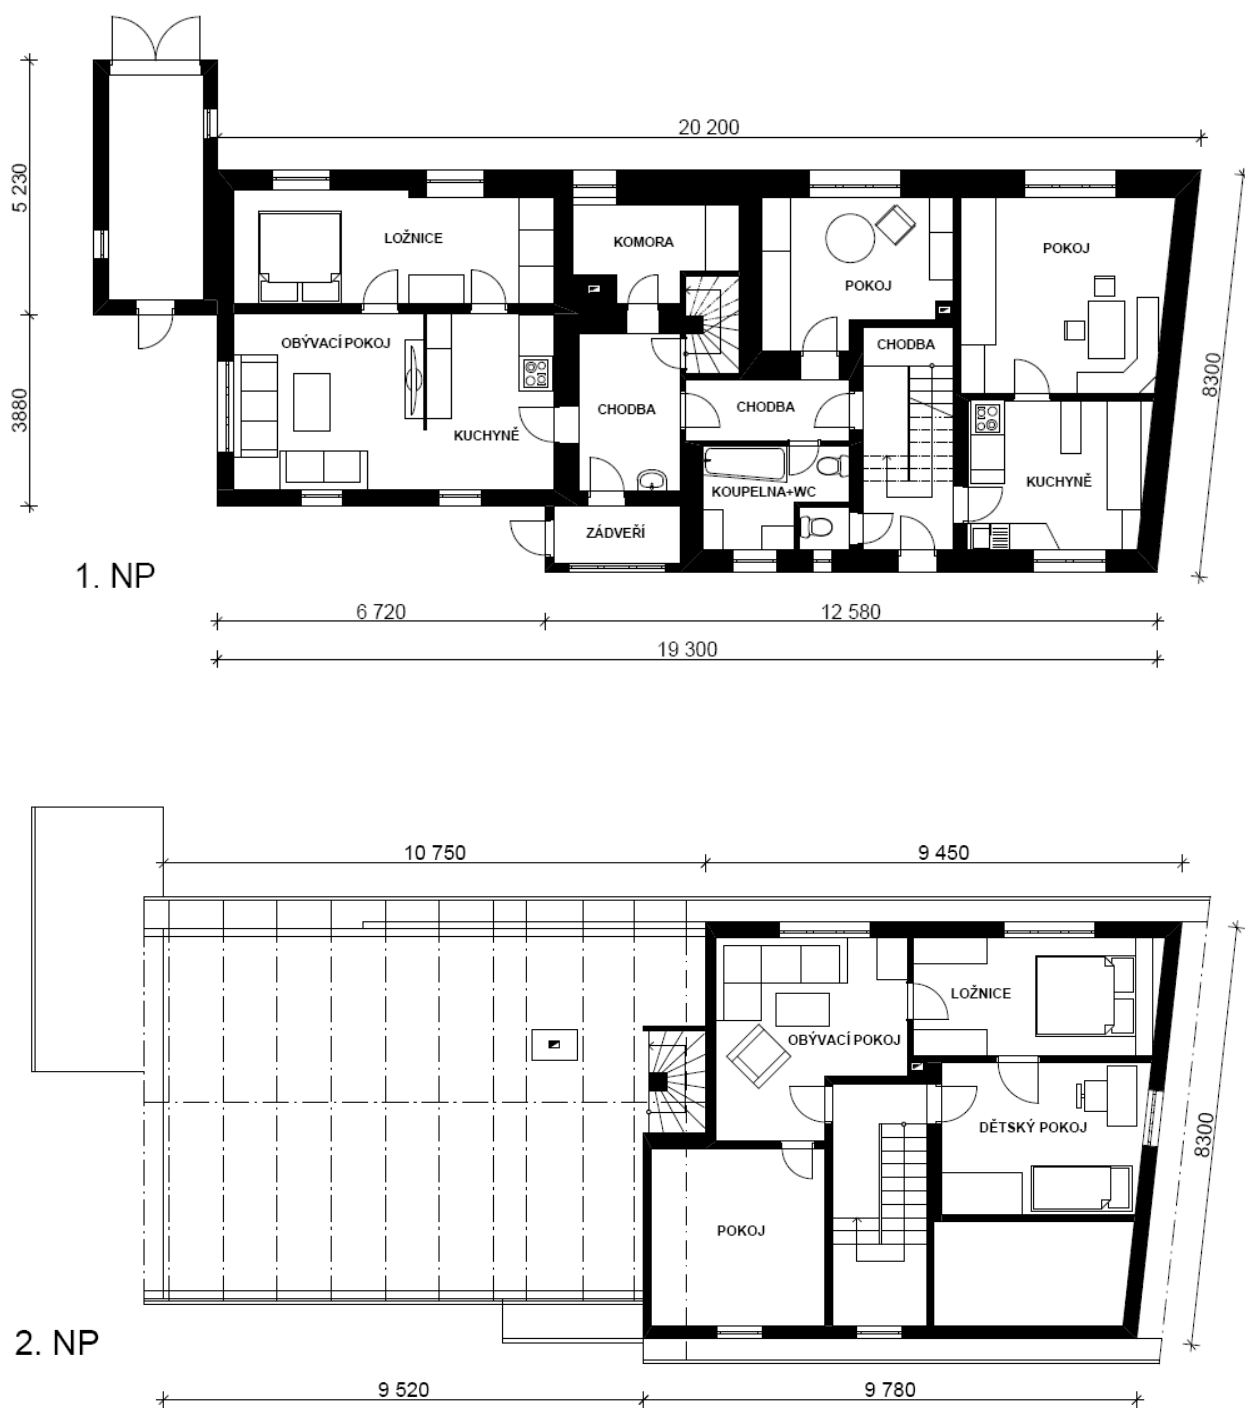 20 200
5 230
LOŽNICE
KOMORA
POKOJ
POKOJ
OBÝVACÍ POKOJ
CHODBA
8300
3880
CHODBA
CHODBA
KUCHYNĚ
KOUPELNA+WC
KUCHYNĚ
ZÁDVEŘÍ
1. NP
6 720
12 580
19 300
10 750
9 450
LOŽNICE
OBÝVACÍ POKOJ
DĚTSKÝ POKOJ
8300
POKOJ
2. NP
9 520
9 780